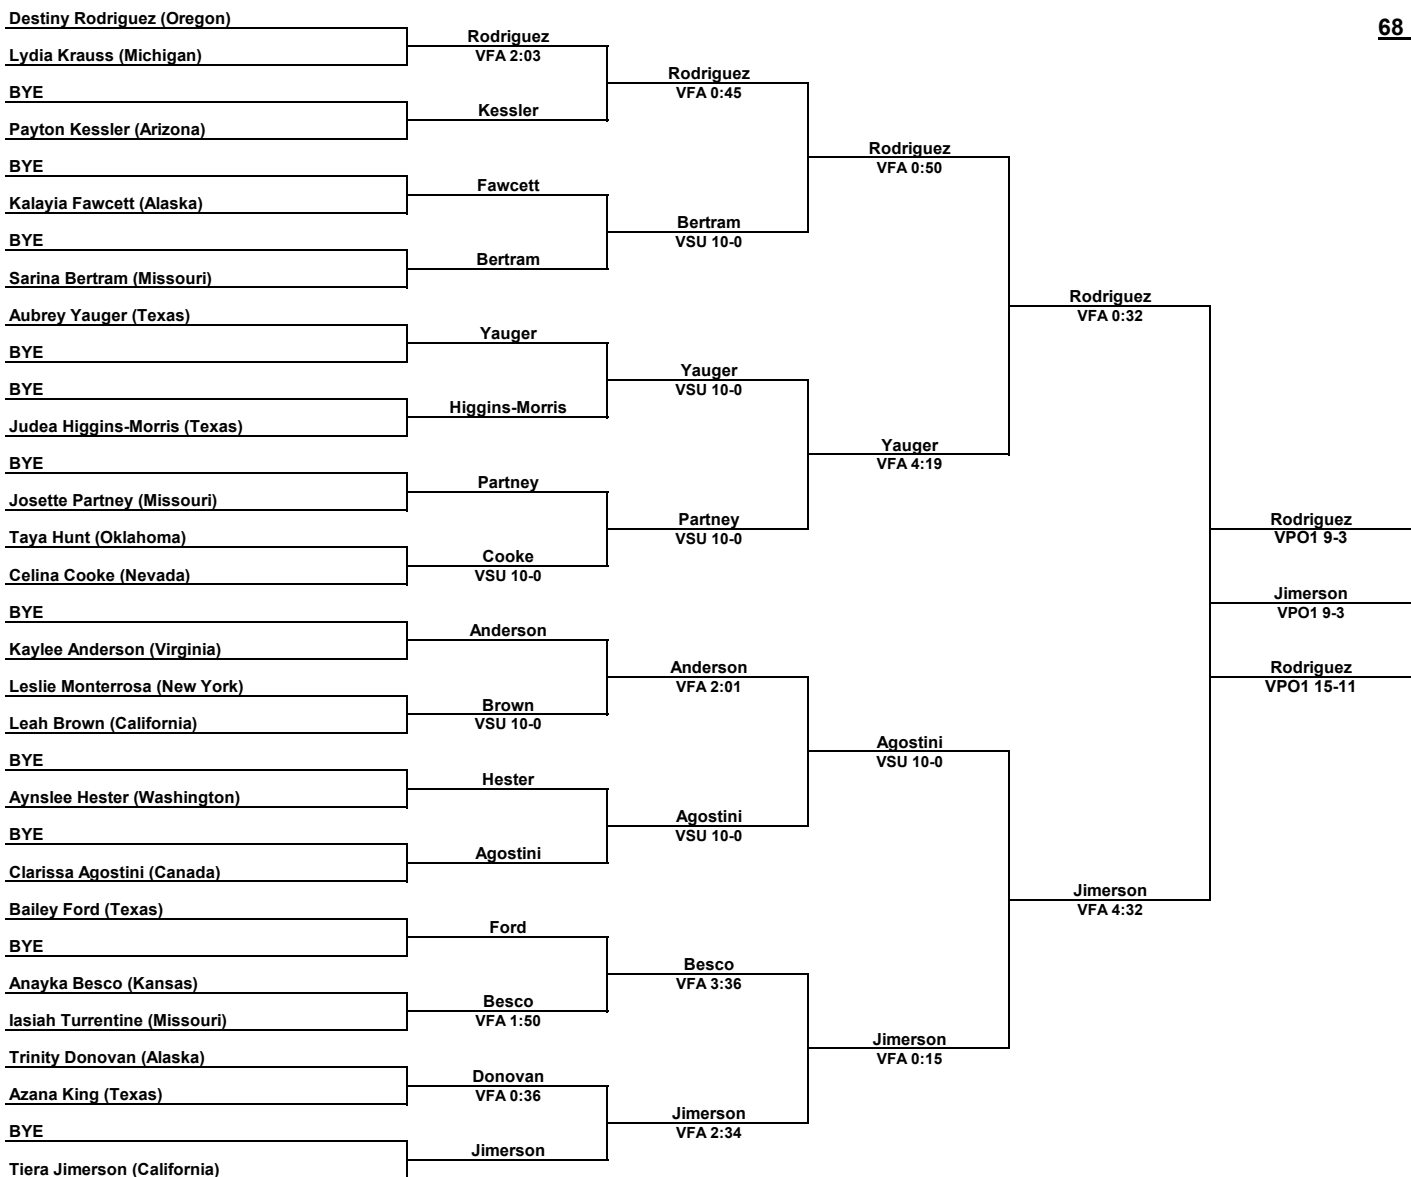 68
Destiny Rodriguez (Oregon)
Lydia Krauss (Michigan)
BYE
Payton Kessler (Arizona)
BYE
Kalayia Fawcett (Alaska)
BYE
Sarina Bertram (Missouri)
Aubrey Yauger (Texas)
BYE
BYE
Judea Higgins-Morris (Texas)
BYE
Josette Partney (Missouri)
Taya Hunt (Oklahoma)
Celina Cooke (Nevada)
BYE
Kaylee Anderson (Virginia)
Leslie Monterrosa (New York)
Leah Brown (California)
BYE
Aynslee Hester (Washington)
BYE
Clarissa Agostini (Canada)
Bailey Ford (Texas)
BYE
Anayka Besco (Kansas)
Iasiah Turrentine (Missouri)
Trinity Donovan (Alaska)
Azana King (Texas)
BYE
Tiera Jimerson (California)
Rodriguez
VFA 2:03
Kessler
Fawcett
Bertram
Yauger
Higgins-Morris
Partney
Cooke
VSU 10-0
Anderson
Brown
VSU 10-0
Hester
Agostini
Ford
Besco
VFA 1:50
Donovan
VFA 0:36
Jimerson
Rodriguez
VFA 0:45
Bertram
VSU 10-0
Yauger
VSU 10-0
Partney
VSU 10-0
Anderson
VFA 2:01
Agostini
VSU 10-0
Besco
VFA 3:36
Jimerson
VFA 2:34
Rodriguez
VFA 0:50
Yauger
VFA 4:19
Agostini
VSU 10-0
Jimerson
VFA 0:15
Rodriguez
VFA 0:32
Jimerson
VFA 4:32
Rodriguez
VPO1 9-3
Jimerson
VPO1 9-3
Rodriguez
VPO1 15-11